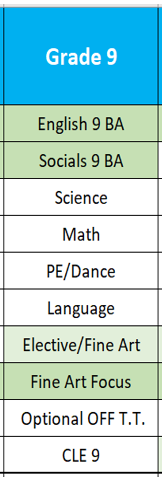 Grade 9
English 9 BA
Socials 9 BA
Science
Math
PE/Dance
Language
Elective/Fine Art
Fine Art Focus
Optional OFF T.T.
CLE 9